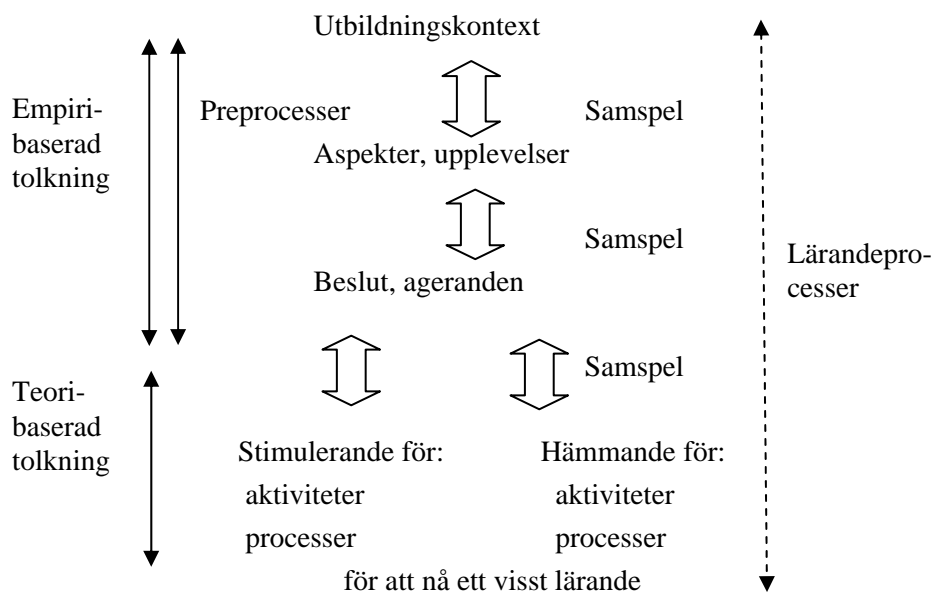 Utbildningskontext
Empiri-
baserad
tolkning
Preprocesser
Samspel
Aspekter, upplevelser
Samspel
Lärandepro-
cesser
Beslut, ageranden
Samspel
Teori-
baserad
tolkning
Stimulerande för:
aktiviteter
processer
Hämmande för:
aktiviteter
processer
för att nå ett visst lärande